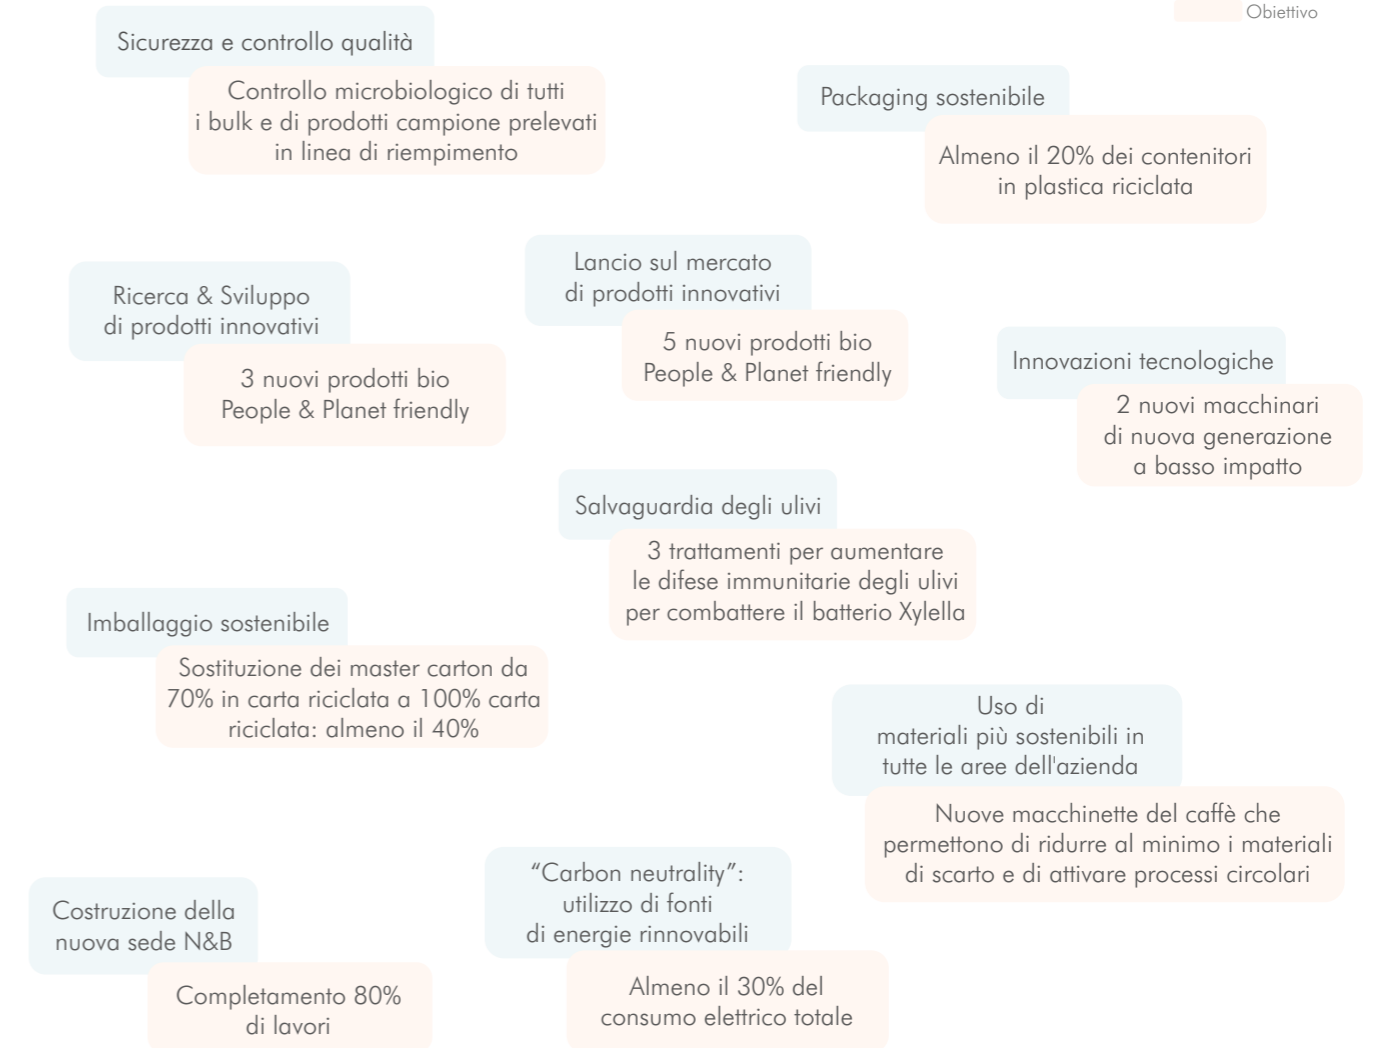 Obiettivo
Sicurezza e controllo qualità
Controllo microbiologico di tutti
i bulk e di prodotti campione prelevati
in linea di riempimento
Packaging sostenibile
Almeno il 20% dei contenitori
in plastica riciclata
Ricerca & Sviluppo
di prodotti innovativi
3 nuovi prodotti bio
People & Planet friendly
Lancio sul mercato
di prodotti innovativi
5 nuovi prodotti bio
People & Planet friendly
Innovazioni tecnologiche
2 nuovi macchinari
di nuova generazione
a basso impatto
Salvaguardia degli ulivi
3 trattamenti per aumentare
le difese immunitarie degli ulivi
per combattere il batterio Xylella
Imballaggio sostenibile
Sostituzione dei master carton da
70% in carta riciclata a 100% carta
riciclata: almeno il 40%
Uso di
materiali più sostenibili in
tutte le aree dell'azienda
Nuove macchinette del caffè che
permettono di ridurre al minimo i materiali
di scarto e di attivare processi circolari
Costruzione della
nuova sede N&B
Completamento 80%
di lavori
“Carbon neutrality”:
utilizzo di fonti
di energie rinnovabili
Almeno il 30% del
consumo elettrico totale